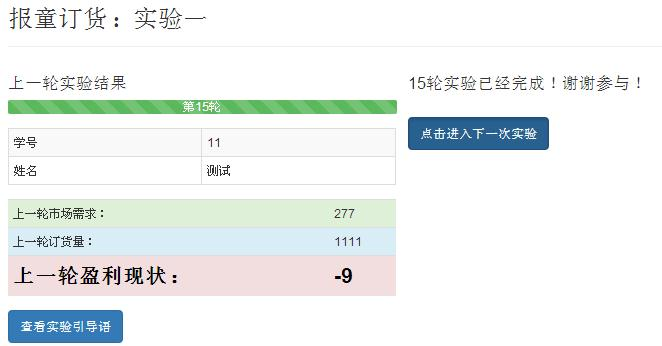 报童订货：实验一
上一轮实验结果
第15轮
学号 11
姓名 测试
上一轮市场需求： 277
上一轮订货量： 1111
上一轮盈利现状： -9
查看实验引导语
15轮实验已经完成！谢谢参与！
点击进入下一次实验